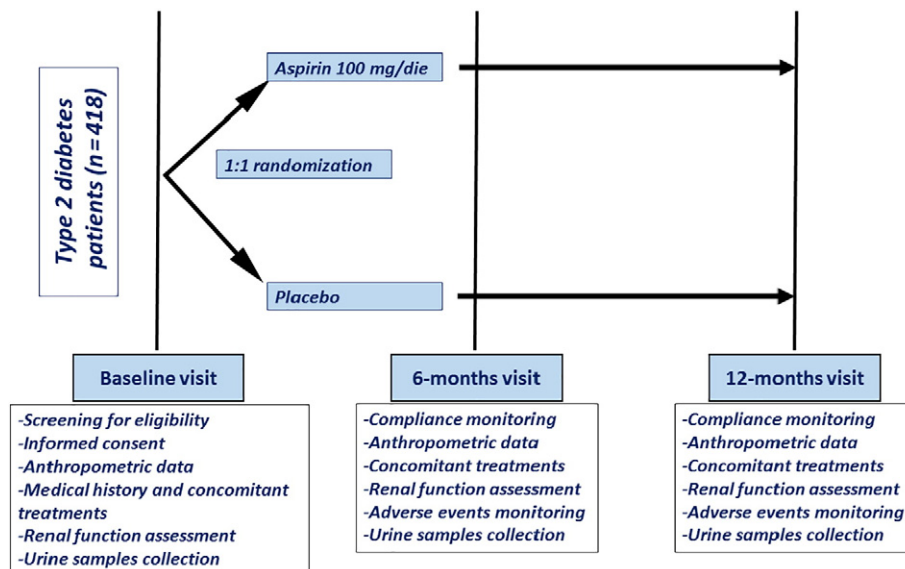 Type 2 diabetes
patients (n = 418)
Aspirin 100 mg/die
1:1 randomization
Placebo
Baseline visit
-Screening for eligibility
-Informed consent
-Anthropometric data
-Medical history and concomitant
treatments
-Renal function assessment
-Urine samples collection
6-months visit
-Compliance monitoring
-Anthropometric data
-Concomitant treatments
-Renal function assessment
-Adverse events monitoring
-Urine samples collection
12-months visit
-Compliance monitoring
-Anthropometric data
-Concomitant treatments
-Renal function assessment
-Adverse events monitoring
-Urine samples collection